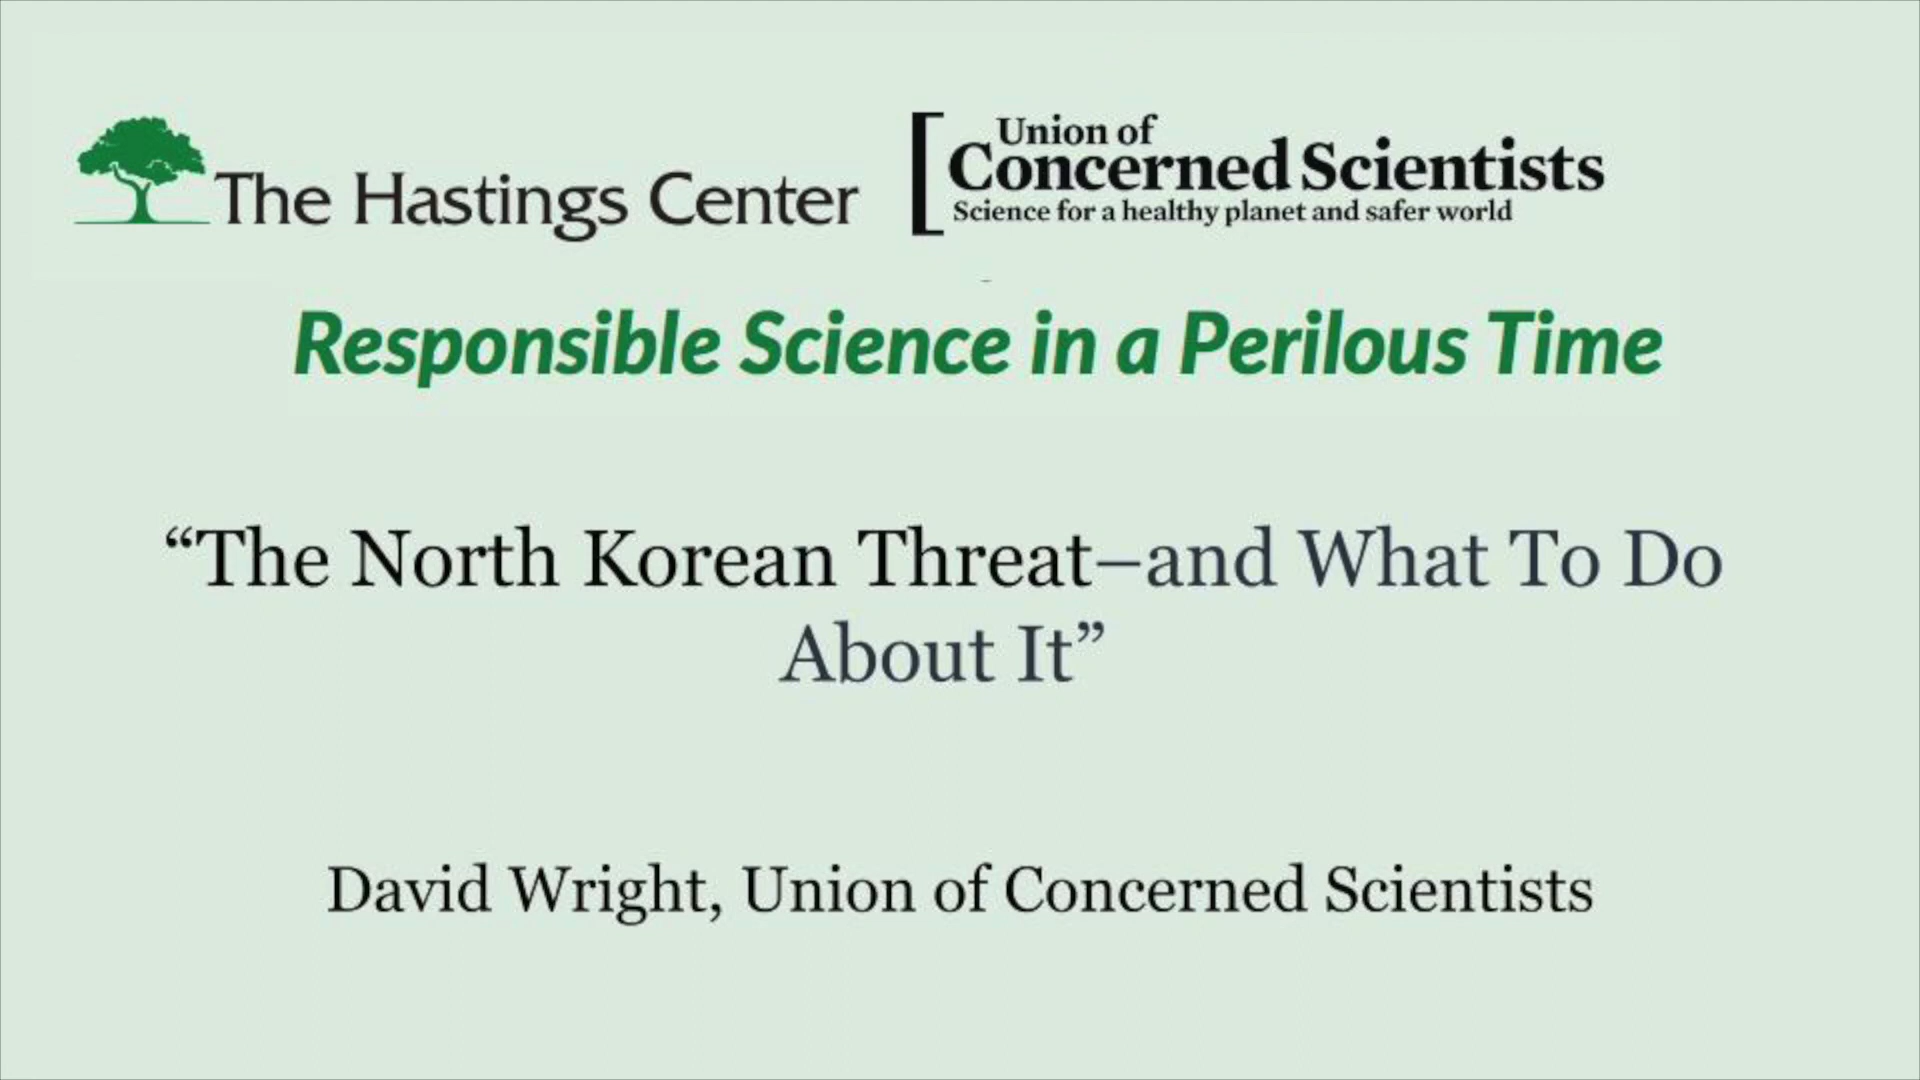 The Hastings Center
Union of
Concerned Scientists
Science for a healthy planet and safer world
Responsible Science in a Perilous Time
“The North Korean Threat–and What To Do
About It”
David Wright, Union of Concerned Scientists